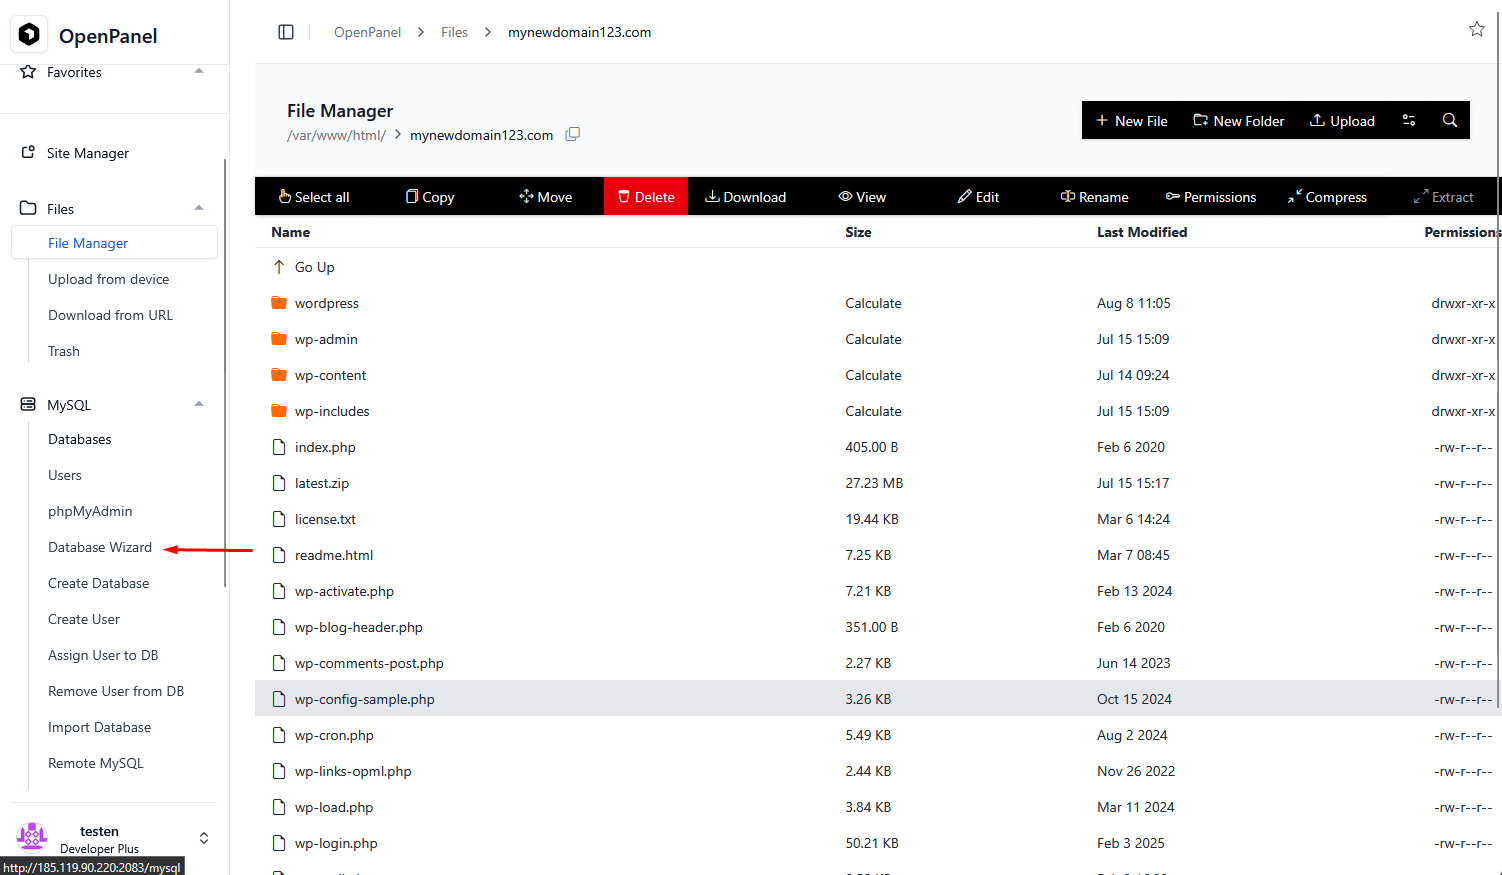 OpenPanel
Favorites
Site Manager
Files
File Manager
Upload from device
Download from URL
Trash
MySQL
Databases
Users
phpMyAdmin
Database Wizard
Create Database
Create User
Assign User to DB
Remove User from DB
Import Database
Remote MySQL
testen
Developer Plus
http://185.119.90.220:2083/mysql
OpenPanel > Files > mynewdomain123.com
File Manager
/var/www/html/ > mynewdomain123.com
New File New Folder Upload
Select all Copy Move Delete Download View Edit Rename Permissions Compress Extract
Name Size Last Modified Permissions
Go Up
wordpress Calculate Aug 8 11:05 drwxr-xr-x
wp-admin Calculate Jul 15 15:09 drwxr-xr-x
wp-content Calculate Jul 14 09:24 drwxr-xr-x
wp-includes Calculate Jul 15 15:09 drwxr-xr-x
index.php 405.00 B Feb 6 2020 -rw-r--r--
latest.zip 27.23 MB Jul 15 15:17 -rw-r--r--
license.txt 19.44 KB Mar 6 14:24 -rw-r--r--
readme.html 7.25 KB Mar 7 08:45 -rw-r--r--
wp-activate.php 7.21 KB Feb 13 2024 -rw-r--r--
wp-blog-header.php 351.00 B Feb 6 2020 -rw-r--r--
wp-comments-post.php 2.27 KB Jun 14 2023 -rw-r--r--
wp-config-sample.php 3.26 KB Oct 15 2024 -rw-r--r--
wp-cron.php 5.49 KB Aug 2 2024 -rw-r--r--
wp-links-opml.php 2.44 KB Nov 26 2022 -rw-r--r--
wp-load.php 3.84 KB Mar 11 2024 -rw-r--r--
wp-login.php 50.21 KB Feb 3 2025 -rw-r--r--